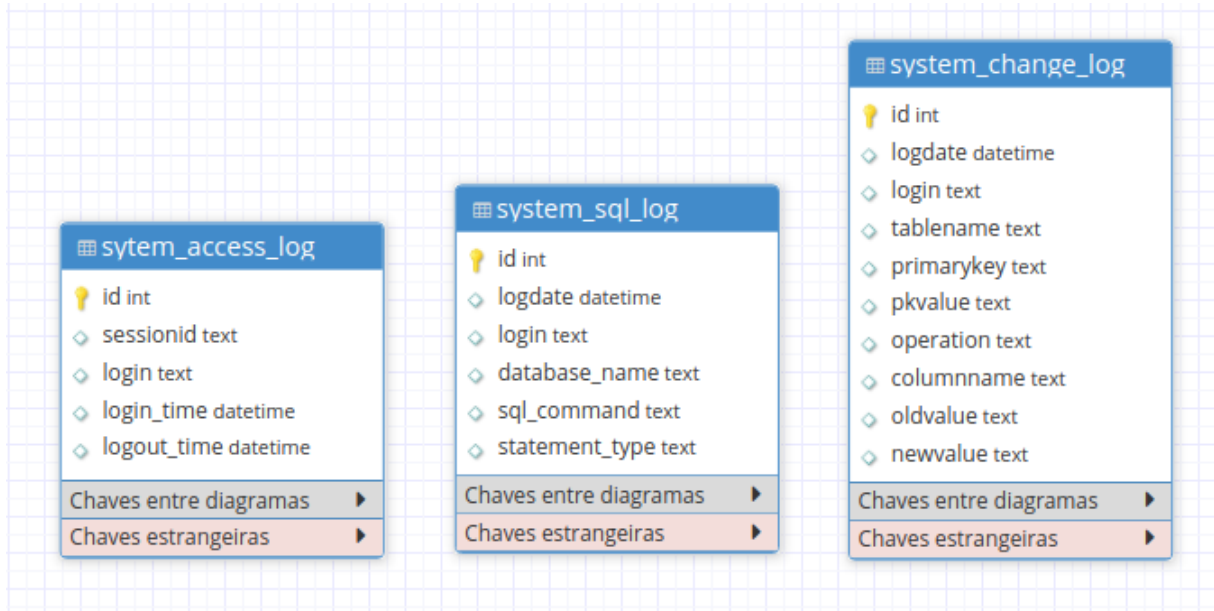 sytem_access_log
id int
sessionid text
login text
login_time datetime
logout_time datetime
Chaves entre diagramas
Chaves estrangeiras
system_sql_log
id int
logdate datetime
login text
database_name text
sql_command text
statement_type text
Chaves entre diagramas
Chaves estrangeiras
system_change_log
id int
logdate datetime
login text
tablename text
primarykey text
pkvalue text
operation text
columnname text
oldvalue text
newvalue text
Chaves entre diagramas
Chaves estrangeiras